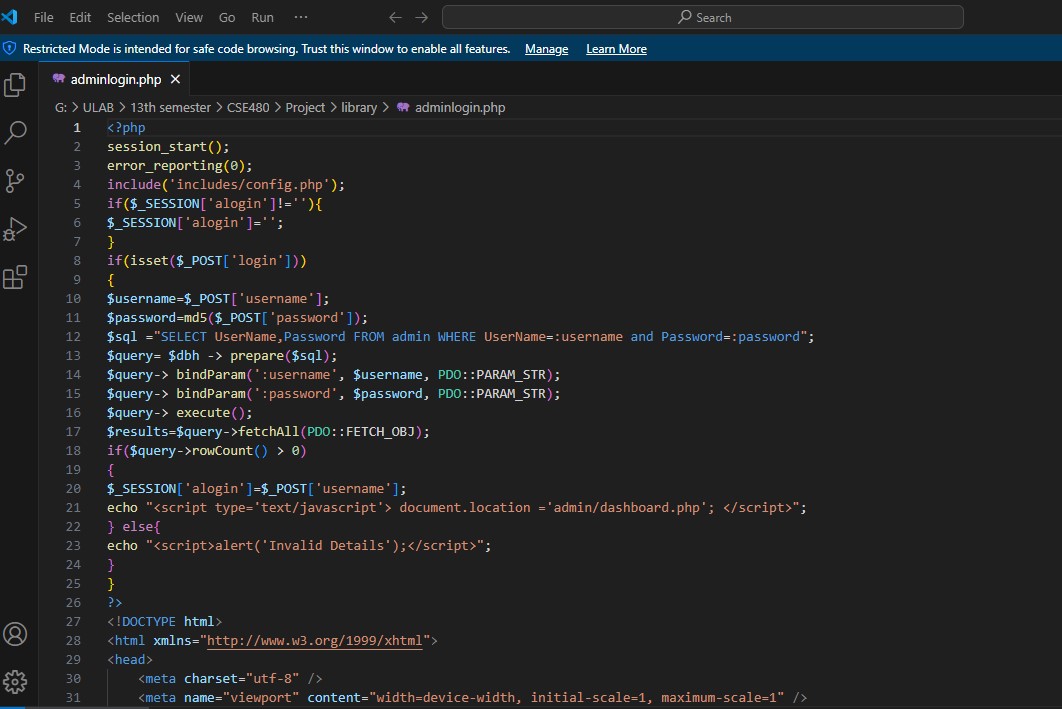 File Edit Selection View Go Run ··· ← → Search
Restricted Mode is intended for safe code browsing. Trust this window to enable all features. Manage Learn More
adminlogin.php ×
G: > ULAB > 13th semester > CSE480 > Project > library > adminlogin.php
1 <?php
2 session_start();
3 error_reporting(0);
4 include('includes/config.php');
5 if($_SESSION['alogin']!=''){
6 $_SESSION['alogin']='';
7 }
8 if(isset($_POST['login']))
9 {
10 $username=$_POST['username'];
11 $password=md5($_POST['password']);
12 $sql ="SELECT UserName,Password FROM admin WHERE UserName=:username and Password=:password";
13 $query= $dbh -> prepare($sql);
14 $query-> bindParam(':username', $username, PDO::PARAM_STR);
15 $query-> bindParam(':password', $password, PDO::PARAM_STR);
16 $query-> execute();
17 $results=$query->fetchAll(PDO::FETCH_OBJ);
18 if($query->rowCount() > 0)
19 {
20 $_SESSION['alogin']=$_POST['username'];
21 echo "<script type='text/javascript'> document.location ='admin/dashboard.php'; </script>";
22 } else{
23 echo "<script>alert('Invalid Details');</script>";
24 }
25 }
26 ?>
27 <!DOCTYPE html>
28 <html xmlns="http://www.w3.org/1999/xhtml">
29 <head>
30 <meta charset="utf-8" />
31 <meta name="viewport" content="width=device-width, initial-scale=1, maximum-scale=1" />